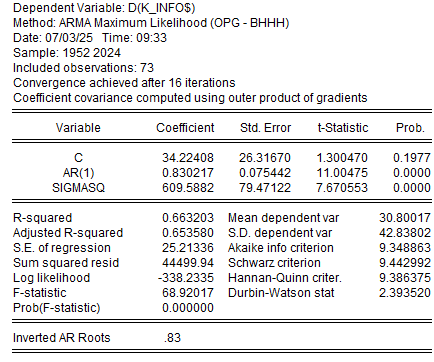 Dependent Variable: D(K_INFO$)
Method: ARMA Maximum Likelihood (OPG - BHHH)
Date: 07/03/25 Time: 09:33
Sample: 1952 2024
Included observations: 73
Convergence achieved after 16 iterations
Coefficient covariance computed using outer product of gradients
Variable Coefficient Std. Error t-Statistic Prob.
C 34.22408 26.31670 1.300470 0.1977
AR(1) 0.830217 0.075442 11.00475 0.0000
SIGMASQ 609.5882 79.47122 7.670553 0.0000
R-squared 0.663203 Mean dependent var 30.80017
Adjusted R-squared 0.653580 S.D. dependent var 42.83802
S.E. of regression 25.21336 Akaike info criterion 9.348863
Sum squared resid 44499.94 Schwarz criterion 9.442992
Log likelihood -338.2335 Hannan-Quinn criter. 9.386375
F-statistic 68.92017 Durbin-Watson stat 2.393520
Prob(F-statistic) 0.000000
Inverted AR Roots .83